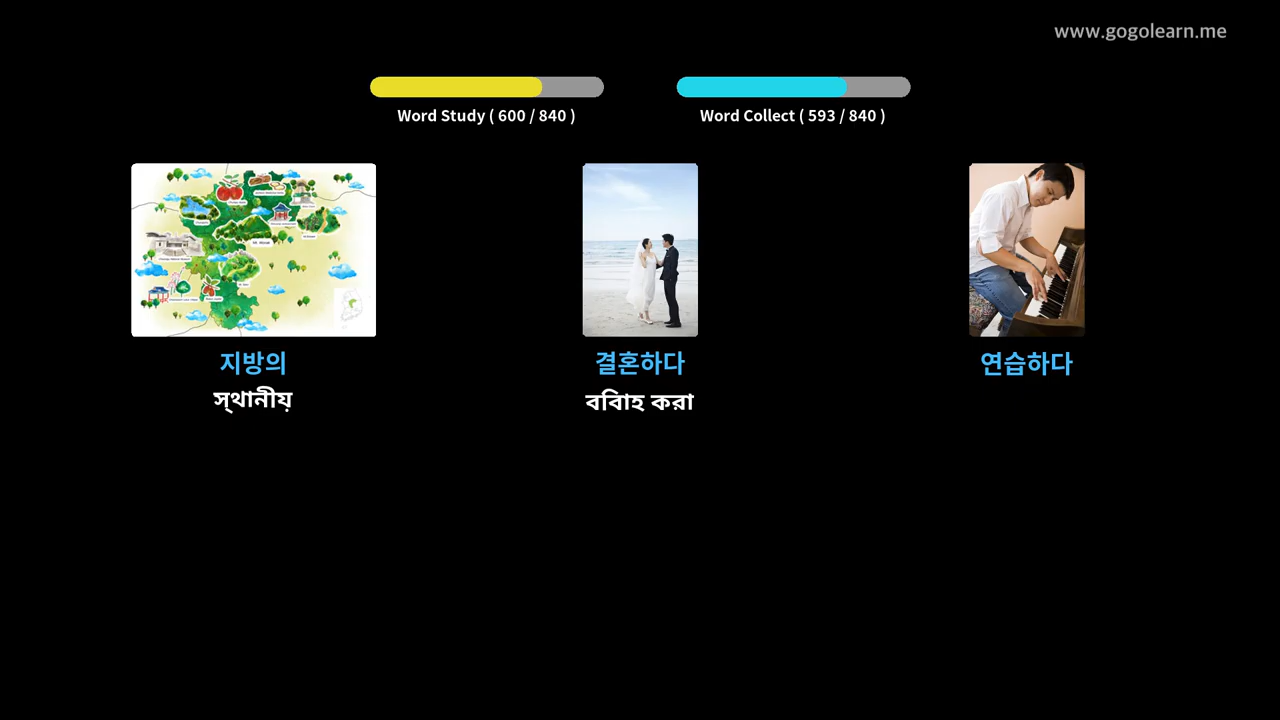 www.gogolearn.me
Word Study ( 600 / 840 )
Word Collect ( 593 / 840 )
지방의
স্থানীয়
결혼하다
ববিাহ করা
연습하다